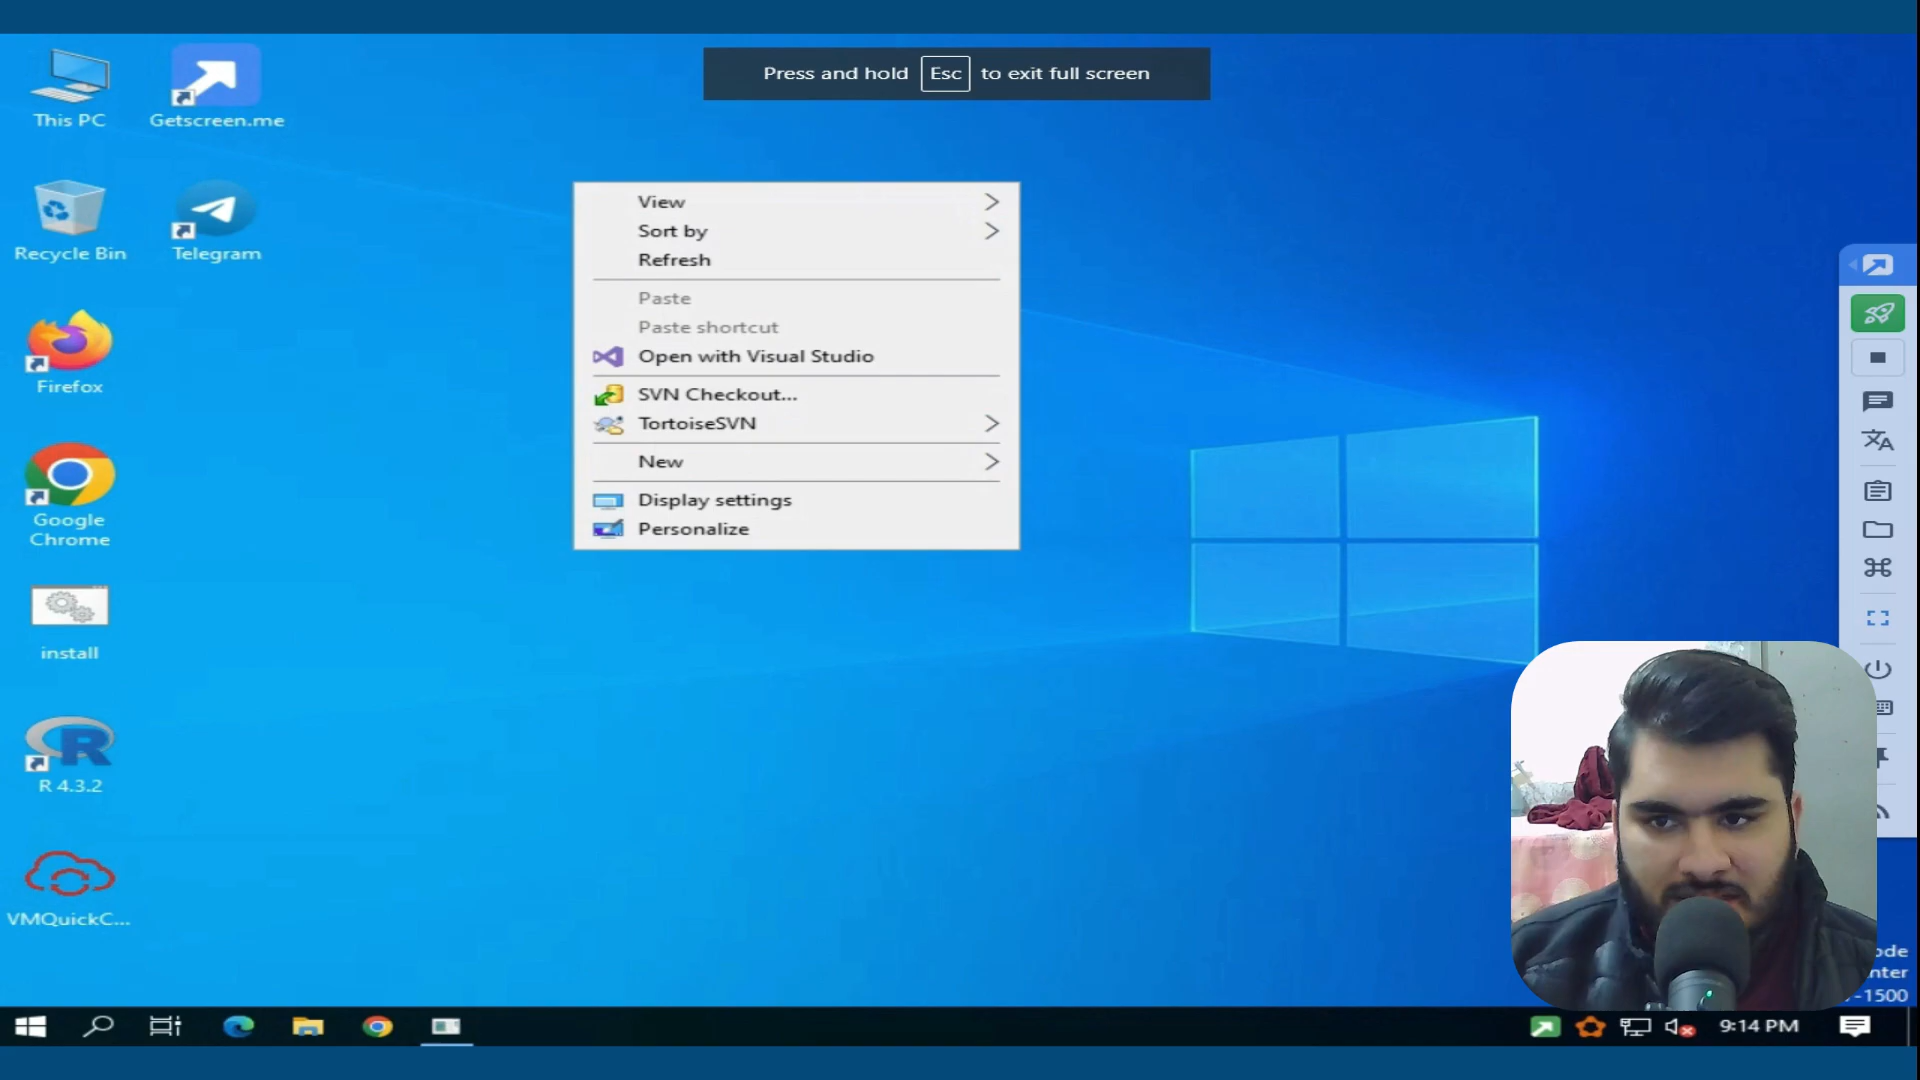 Press and hold Esc to exit full screen
This PC
Getscreen.me
Recycle Bin
Telegram
Firefox
Google
Chrome
install
R 4.3.2
VMQuickC...
View
Sort by
Refresh
Paste
Paste shortcut
Open with Visual Studio
SVN Checkout...
TortoiseSVN
New
Display settings
Personalize
-1500
9:14 PM